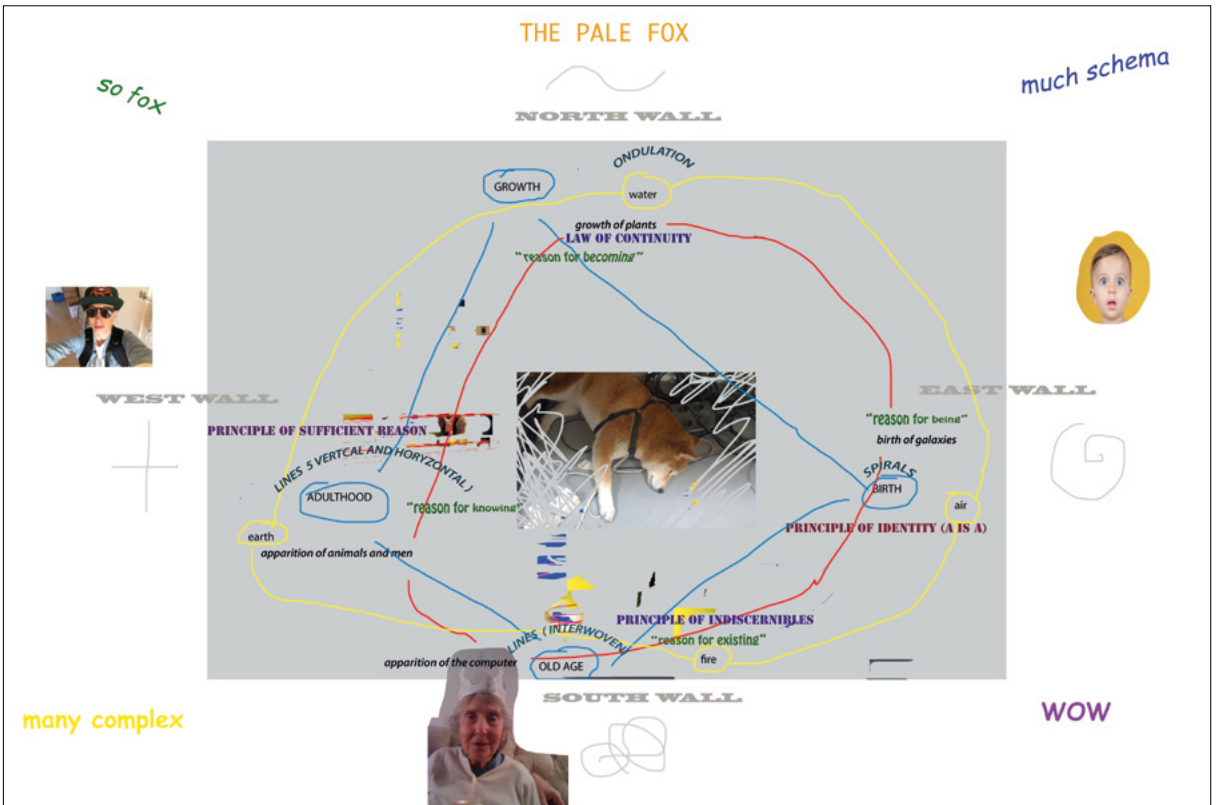 THE PALE FOX
so fox
much schema
NORTH WALL
ONDULATION
GROWTH
water
growth of plants
LAW OF CONTINUITY
"reason for becoming"
WEST WALL
EAST WALL
"reason for being"
birth of galaxies
PRINCIPLE OF SUFFICIENT REASON
LINES 5 VERTCAL AND HORYZONTAL)
SPIRALS
ADULTHOOD
BIRTH
"reason for knowing"
air
PRINCIPLE OF IDENTITY (A IS A)
earth
apparition of animals and men
PRINCIPLE OF INDISCERNIBLES
LINES (INTERWOVEN)
"reason for existing"
apparition of the computer
OLD AGE
fire
SOUTH WALL
many complex
WOW